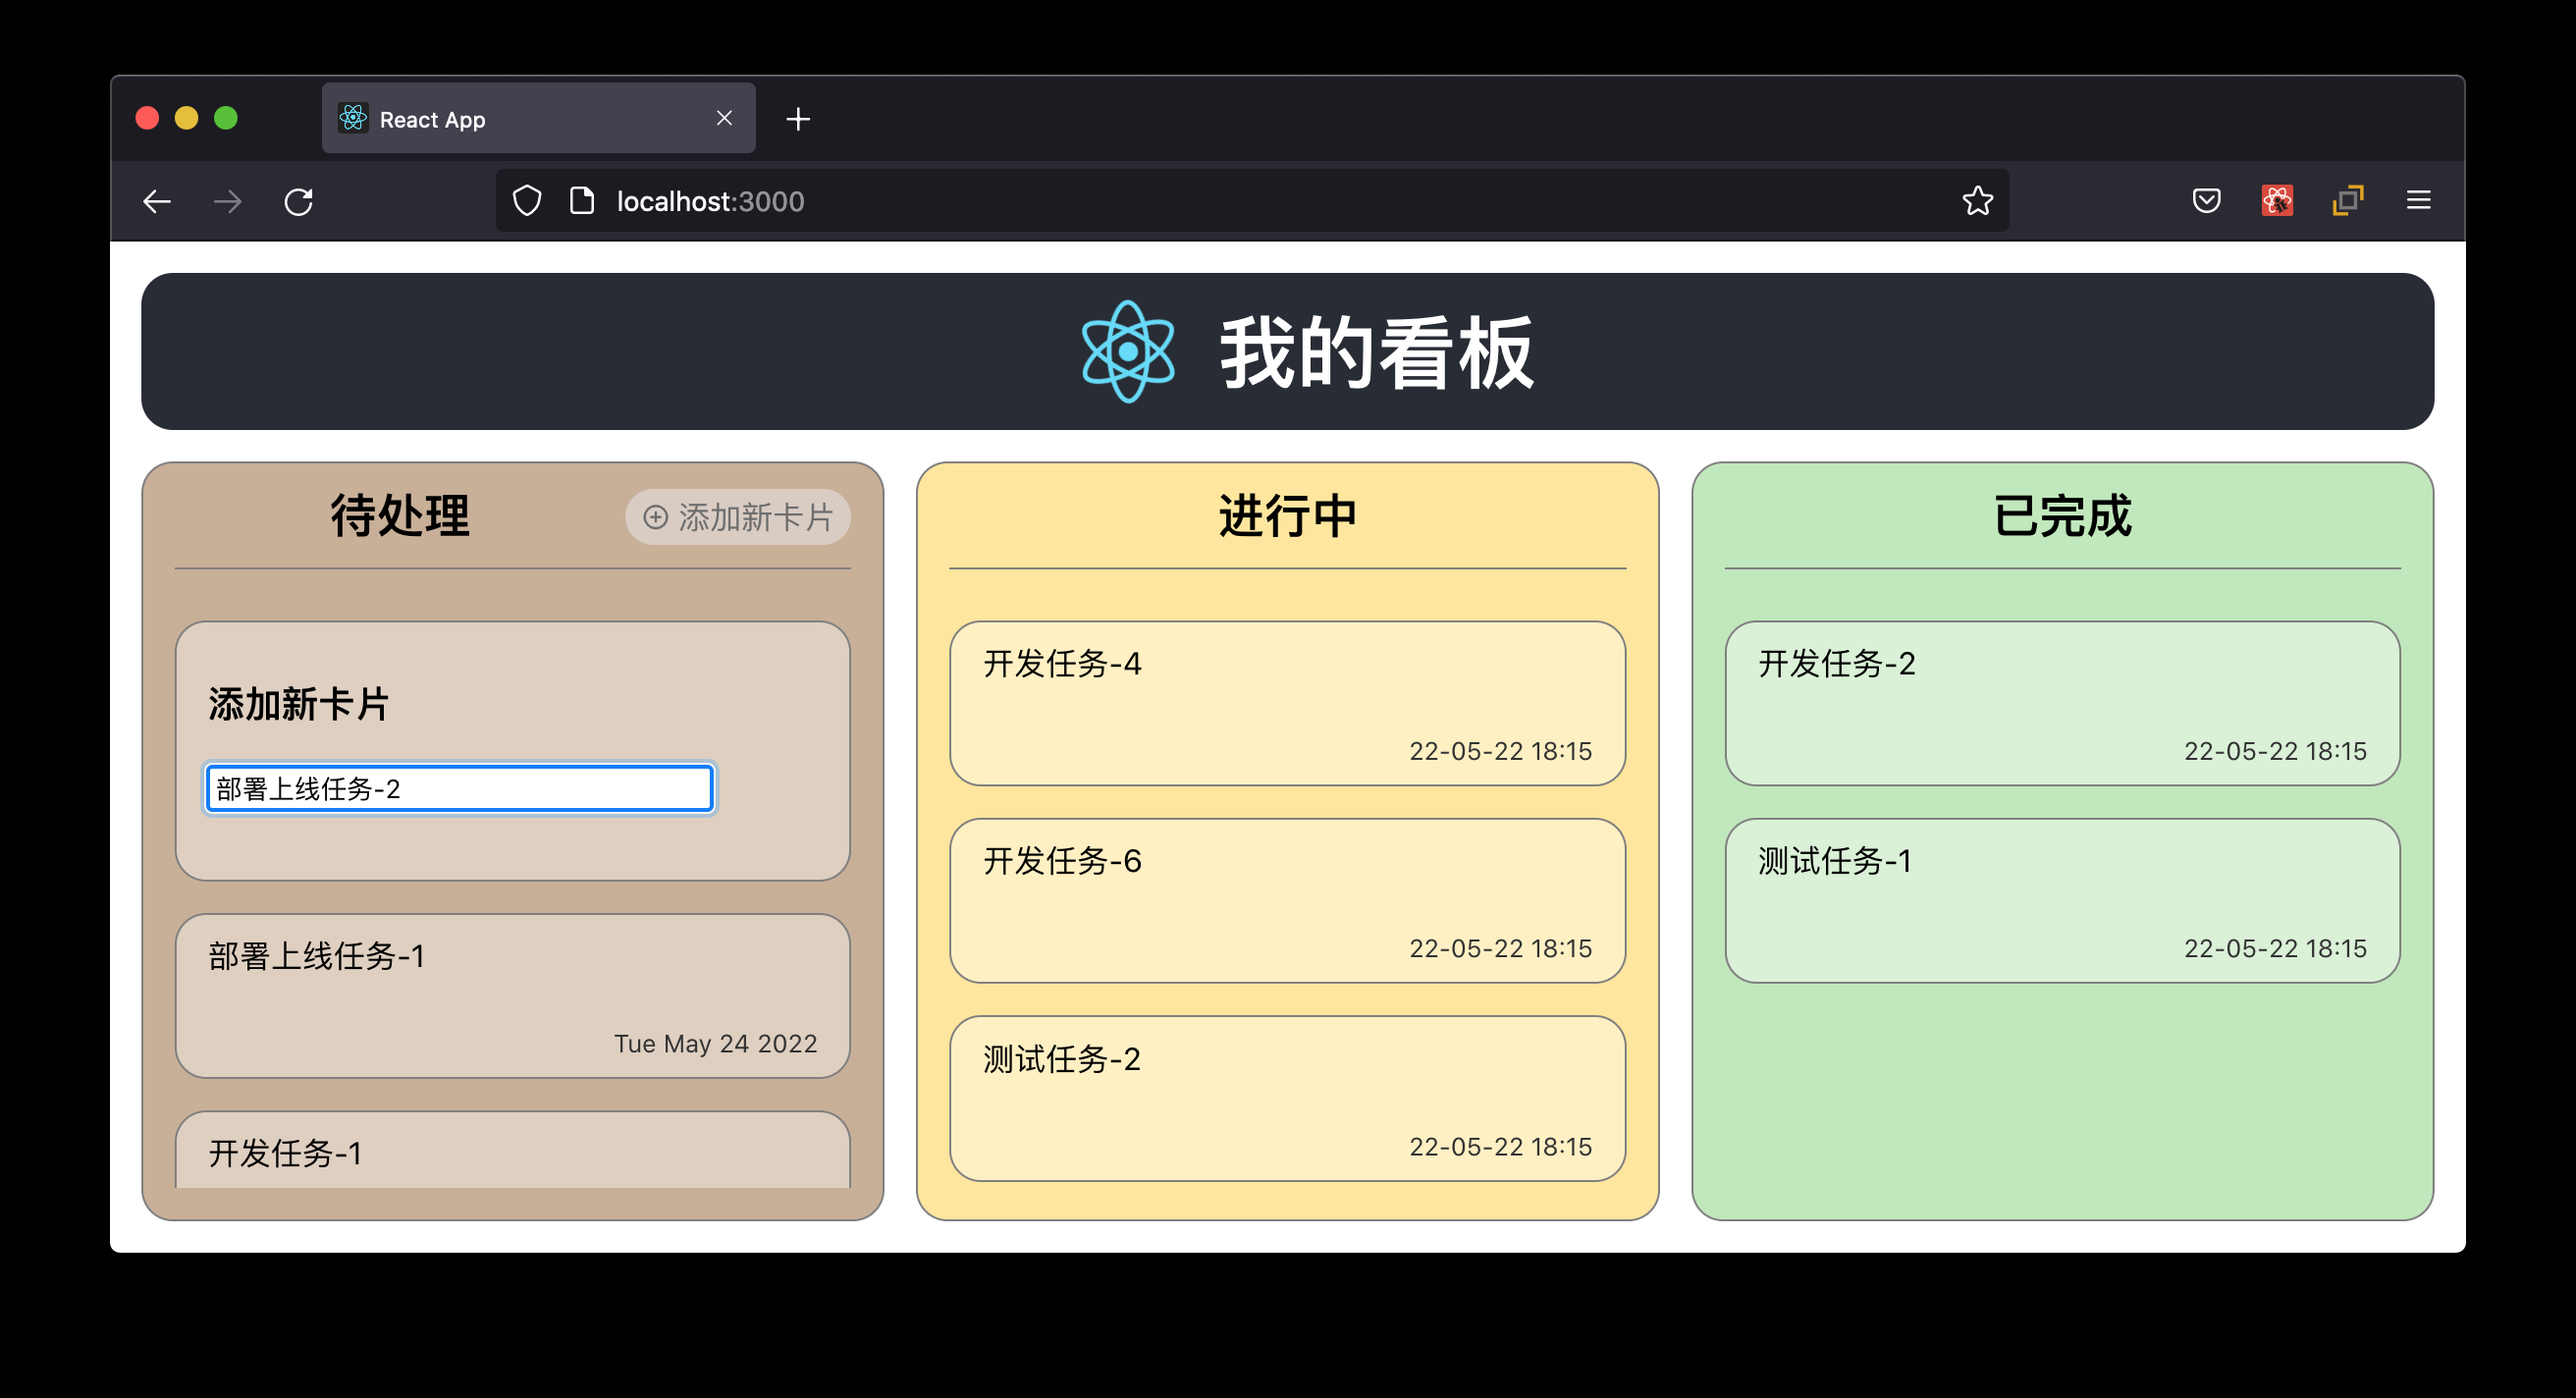 React App
localhost:3000
我的看板
待处理
添加新卡片
添加新卡片
部署上线任务-2
部署上线任务-1
Tue May 24 2022
开发任务-1
进行中
开发任务-4
22-05-22 18:15
开发任务-6
22-05-22 18:15
测试任务-2
22-05-22 18:15
已完成
开发任务-2
22-05-22 18:15
测试任务-1
22-05-22 18:15